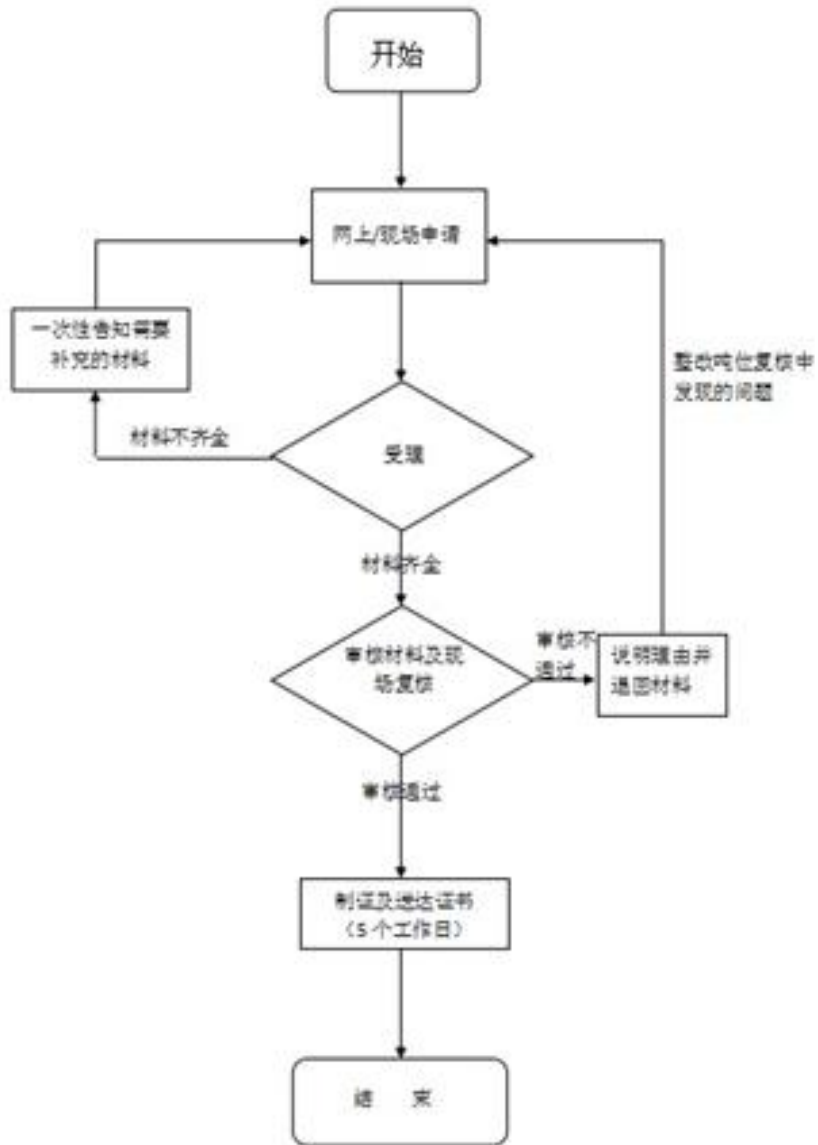 开始
网上/现场申请
一次性告知需要
补充的材料
整改吨位复核中
发现的问题
材料不齐全
受理
材料齐全
审核材料及现
场复核
审核不
通过
说明理由并
退回材料
审核通过
制证及送达证书
（5个工作日）
结 束